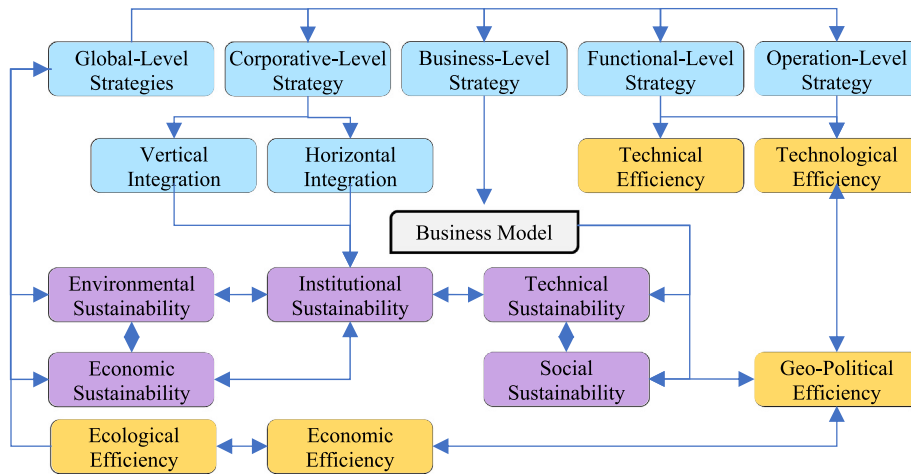 Global-Level
Strategies
Corporative-Level
Strategy
Business-Level
Strategy
Functional-Level
Strategy
Operation-Level
Strategy
Vertical
Integration
Horizontal
Integration
Technical
Efficiency
Technological
Efficiency
Business Model
Environmental
Sustainability
Institutional
Sustainability
Technical
Sustainability
Economic
Sustainability
Social
Sustainability
Geo-Political
Efficiency
Ecological
Efficiency
Economic
Efficiency